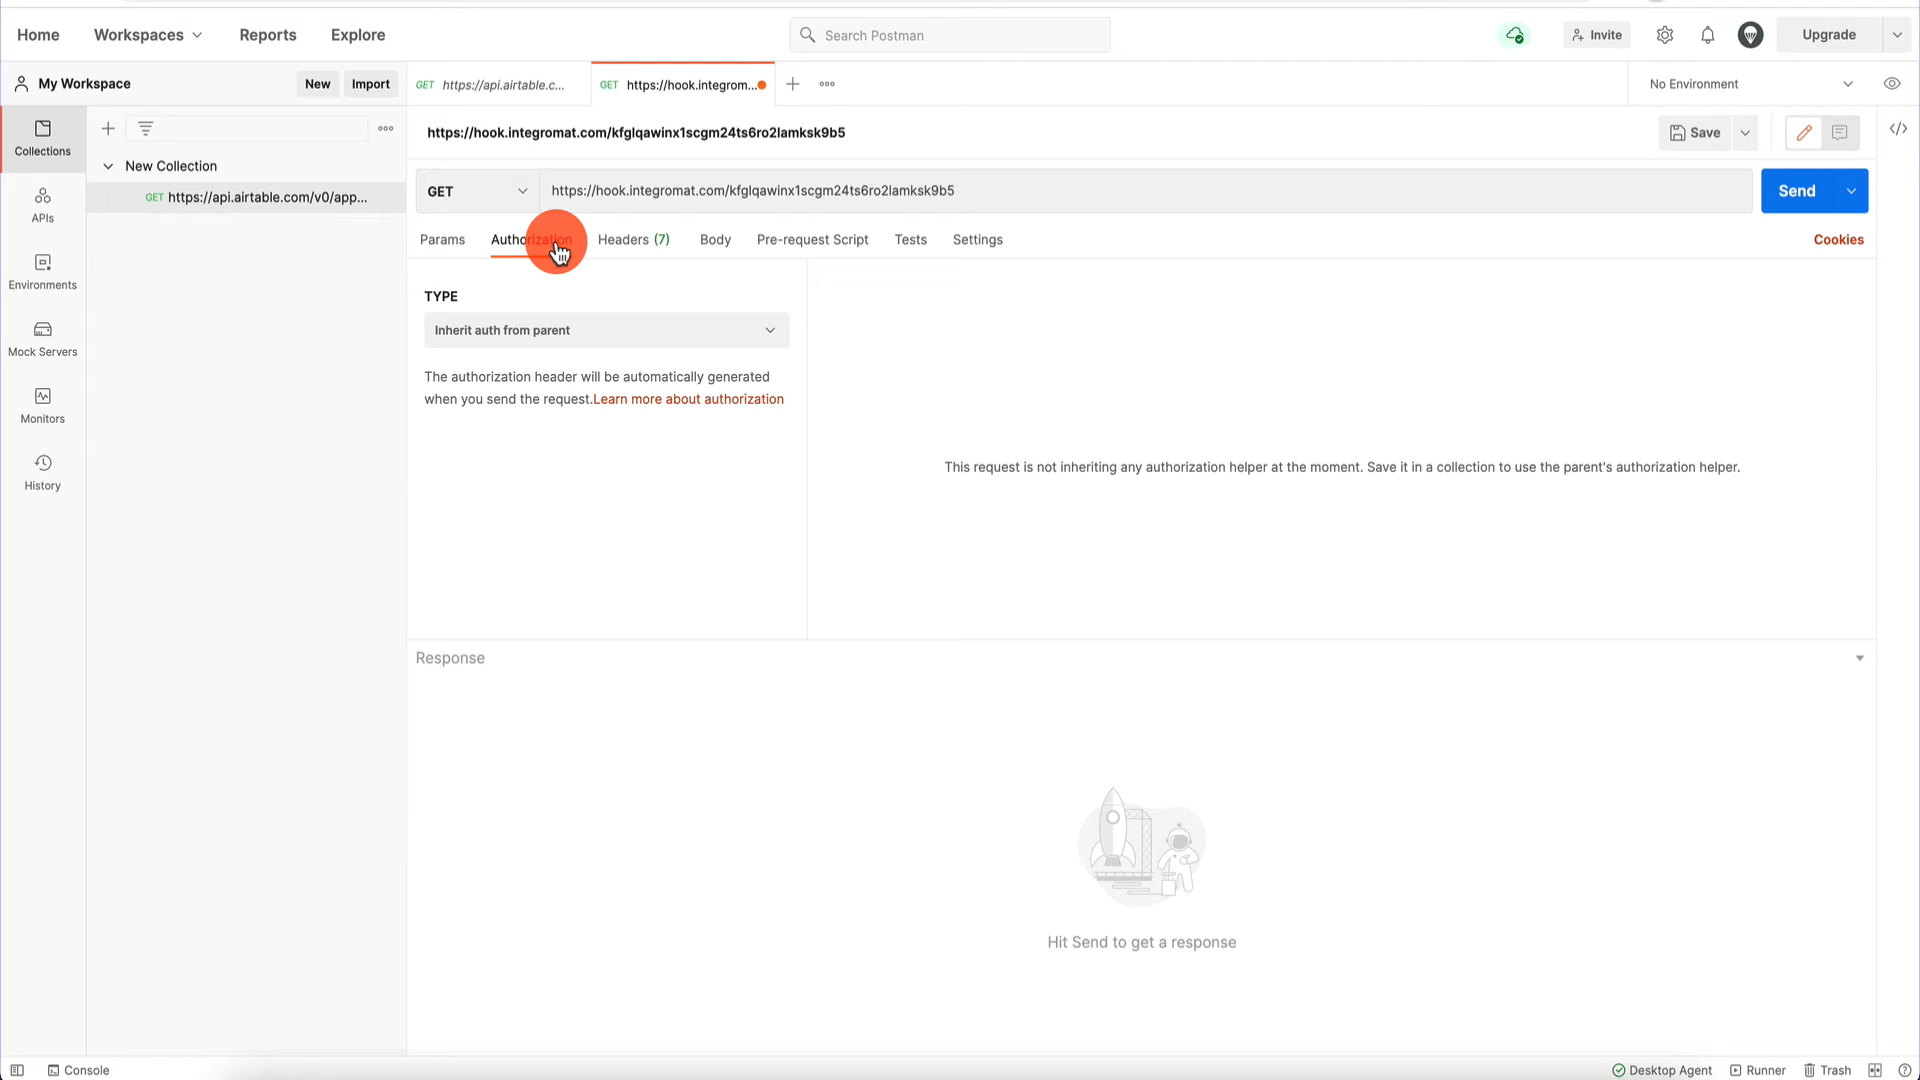 Home
Workspaces
Reports
Explore
Search Postman
Invite
Upgrade
My Workspace
New
Import
GET https://api.airtable.c...
GET https://hook.integrom...
No Environment
Collections
APIs
Environments
Mock Servers
Monitors
History
New Collection
GET https://api.airtable.com/v0/app...
https://hook.integromat.com/kfglqawinx1scgm24ts6ro2lamksk9b5
Save
GET
https://hook.integromat.com/kfglqawinx1scgm24ts6ro2lamksk9b5
Send
Params
Authorization
Headers (7)
Body
Pre-request Script
Tests
Settings
Cookies
TYPE
Inherit auth from parent
The authorization header will be automatically generated
when you send the request.Learn more about authorization
This request is not inheriting any authorization helper at the moment. Save it in a collection to use the parent's authorization helper.
Response
Hit Send to get a response
Console
Desktop Agent
Runner
Trash